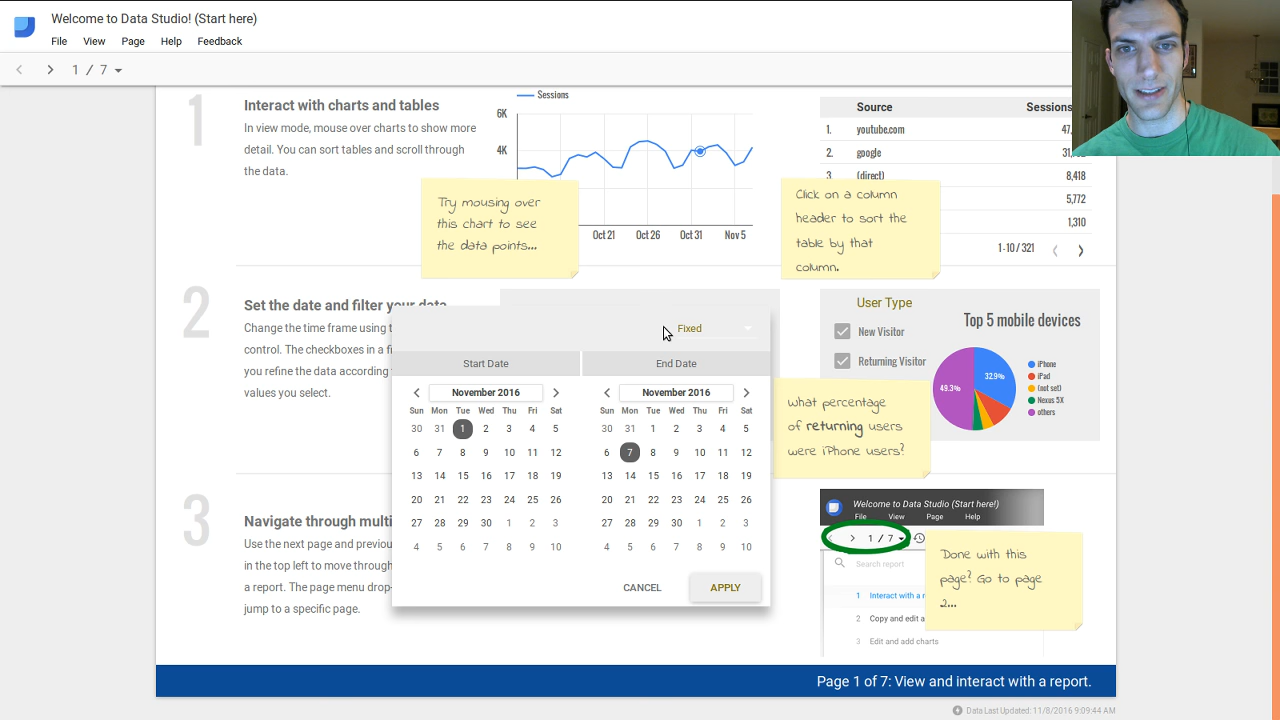 Welcome to Data Studio! (Start here)
File View Page Help Feedback
1 / 7
1
Interact with charts and tables
In view mode, mouse over charts to show more
detail. You can sort tables and scroll through
the data.
Sessions
6K
4K
Oct 21 Oct 26 Oct 31 Nov 5
Try mousing over
this chart to see
the data points...
Source Sessions
1. youtube.com 47,
2. google 31,
3 (direct) 8,418
5,772
1,310
1-10 / 321
Click on a column
header to sort the
table by that
column.
2
Set the date and filter your data
Change the time frame using t
control. The checkboxes in a fi
you refine the data according
values you select.
Fixed
Start Date End Date
November 2016 November 2016
Sun Mon Tue Wed Thu Fri Sat Sun Mon Tue Wed Thu Fri Sat
30 31 1 2 3 4 5 30 31 1 2 3 4 5
6 7 8 9 10 11 12 6 7 8 9 10 11 12
13 14 15 16 17 18 19 13 14 15 16 17 18 19
20 21 22 23 24 25 26 20 21 22 23 24 25 26
27 28 29 30 1 2 3 27 28 29 30 1 2 3
4 5 6 7 8 9 10 4 5 6 7 8 9 10
CANCEL APPLY
User Type
New Visitor
Returning Visitor
Top 5 mobile devices
49.3% 32.9%
iPhone
iPad
(not set)
Nexus 5X
others
What percentage
of returning users
were iPhone users?
3
Navigate through multi
Use the next page and previou
in the top left to move through
a report. The page menu drop-
jump to a specific page.
Welcome to Data Studio (Start here!)
File View Page Help
1 / 7
Search report
1 Interact with a r
2 Copy and edit a
3 Edit and add charts
Done with this
page? Go to page
2...
Page 1 of 7: View and interact with a report.
Data Last Updated: 11/8/2016 9:09:44 AM